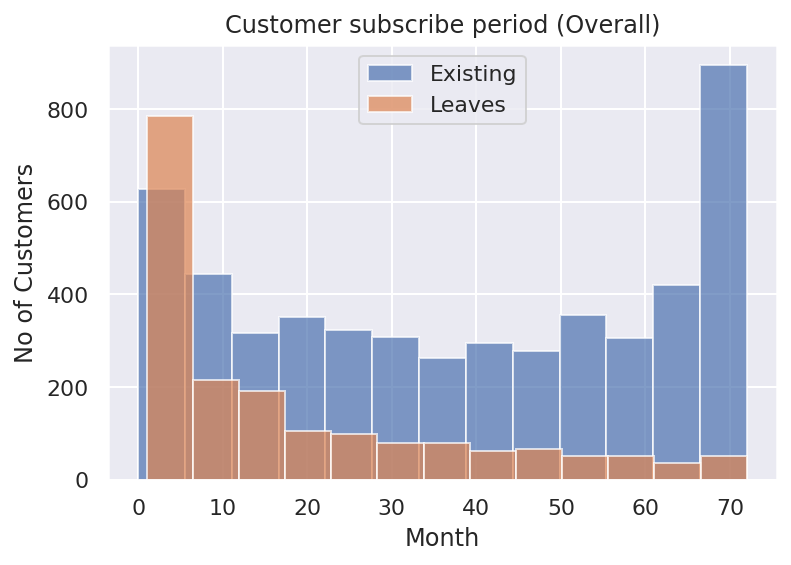 Customer subscribe period (Overall)
Existing
Leaves
No of Customers
800
600
400
200
0
0 10 20 30 40 50 60 70
Month